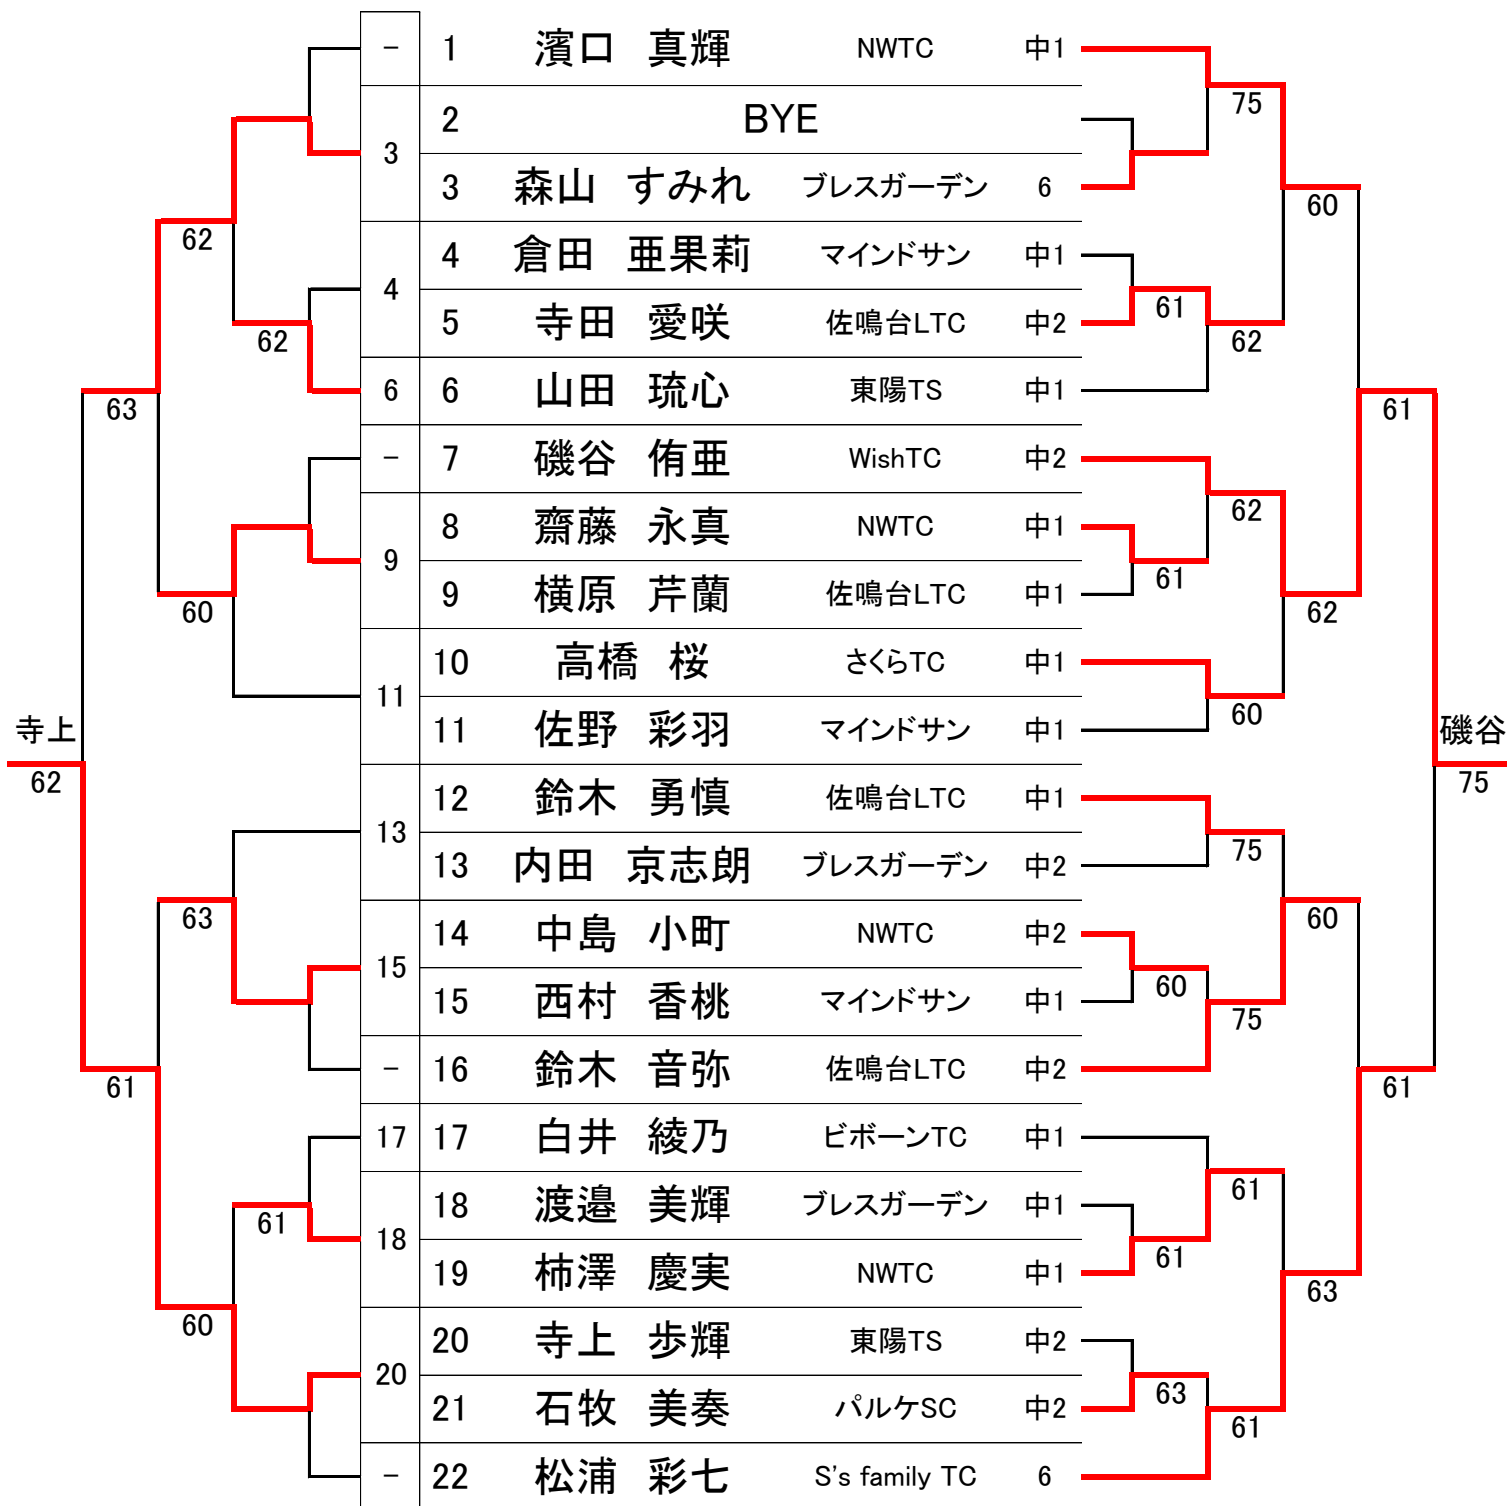 - 1 濱口 真輝 NWTC 中1
75
2 BYE
3
3 森山 すみれ ブレスガーデン 6
60
62
4 倉田 亜果莉 マインドサン 中1
4
61
5 寺田 愛咲 佐鳴台LTC 中2
62 62
6 6 山田 琉心 東陽TS 中1
63 61
- 7 磯谷 侑亜 WishTC 中2
62
8 齋藤 永真 NWTC 中1
9
61
9 横原 芹蘭 佐鳴台LTC 中1
60 62
10 高橋 桜 さくらTC 中1
11
60
寺上 11 佐野 彩羽 マインドサン 中1 磯谷
62 75
12 鈴木 勇慎 佐鳴台LTC 中1
13
75
13 内田 京志朗 ブレスガーデン 中2
63 60
14 中島 小町 NWTC 中2
15
60
15 西村 香桃 マインドサン 中1
75
- 16 鈴木 音弥 佐鳴台LTC 中2
61 61
17 17 白井 綾乃 ビボーンTC 中1
61
18 渡邉 美輝 ブレスガーデン 中1
61
18
61
19 柿澤 慶実 NWTC 中1
63
60
20 寺上 歩輝 東陽TS 中2
20
63
21 石牧 美奏 パルケSC 中2
61
- 22 松浦 彩七 S's family TC 6